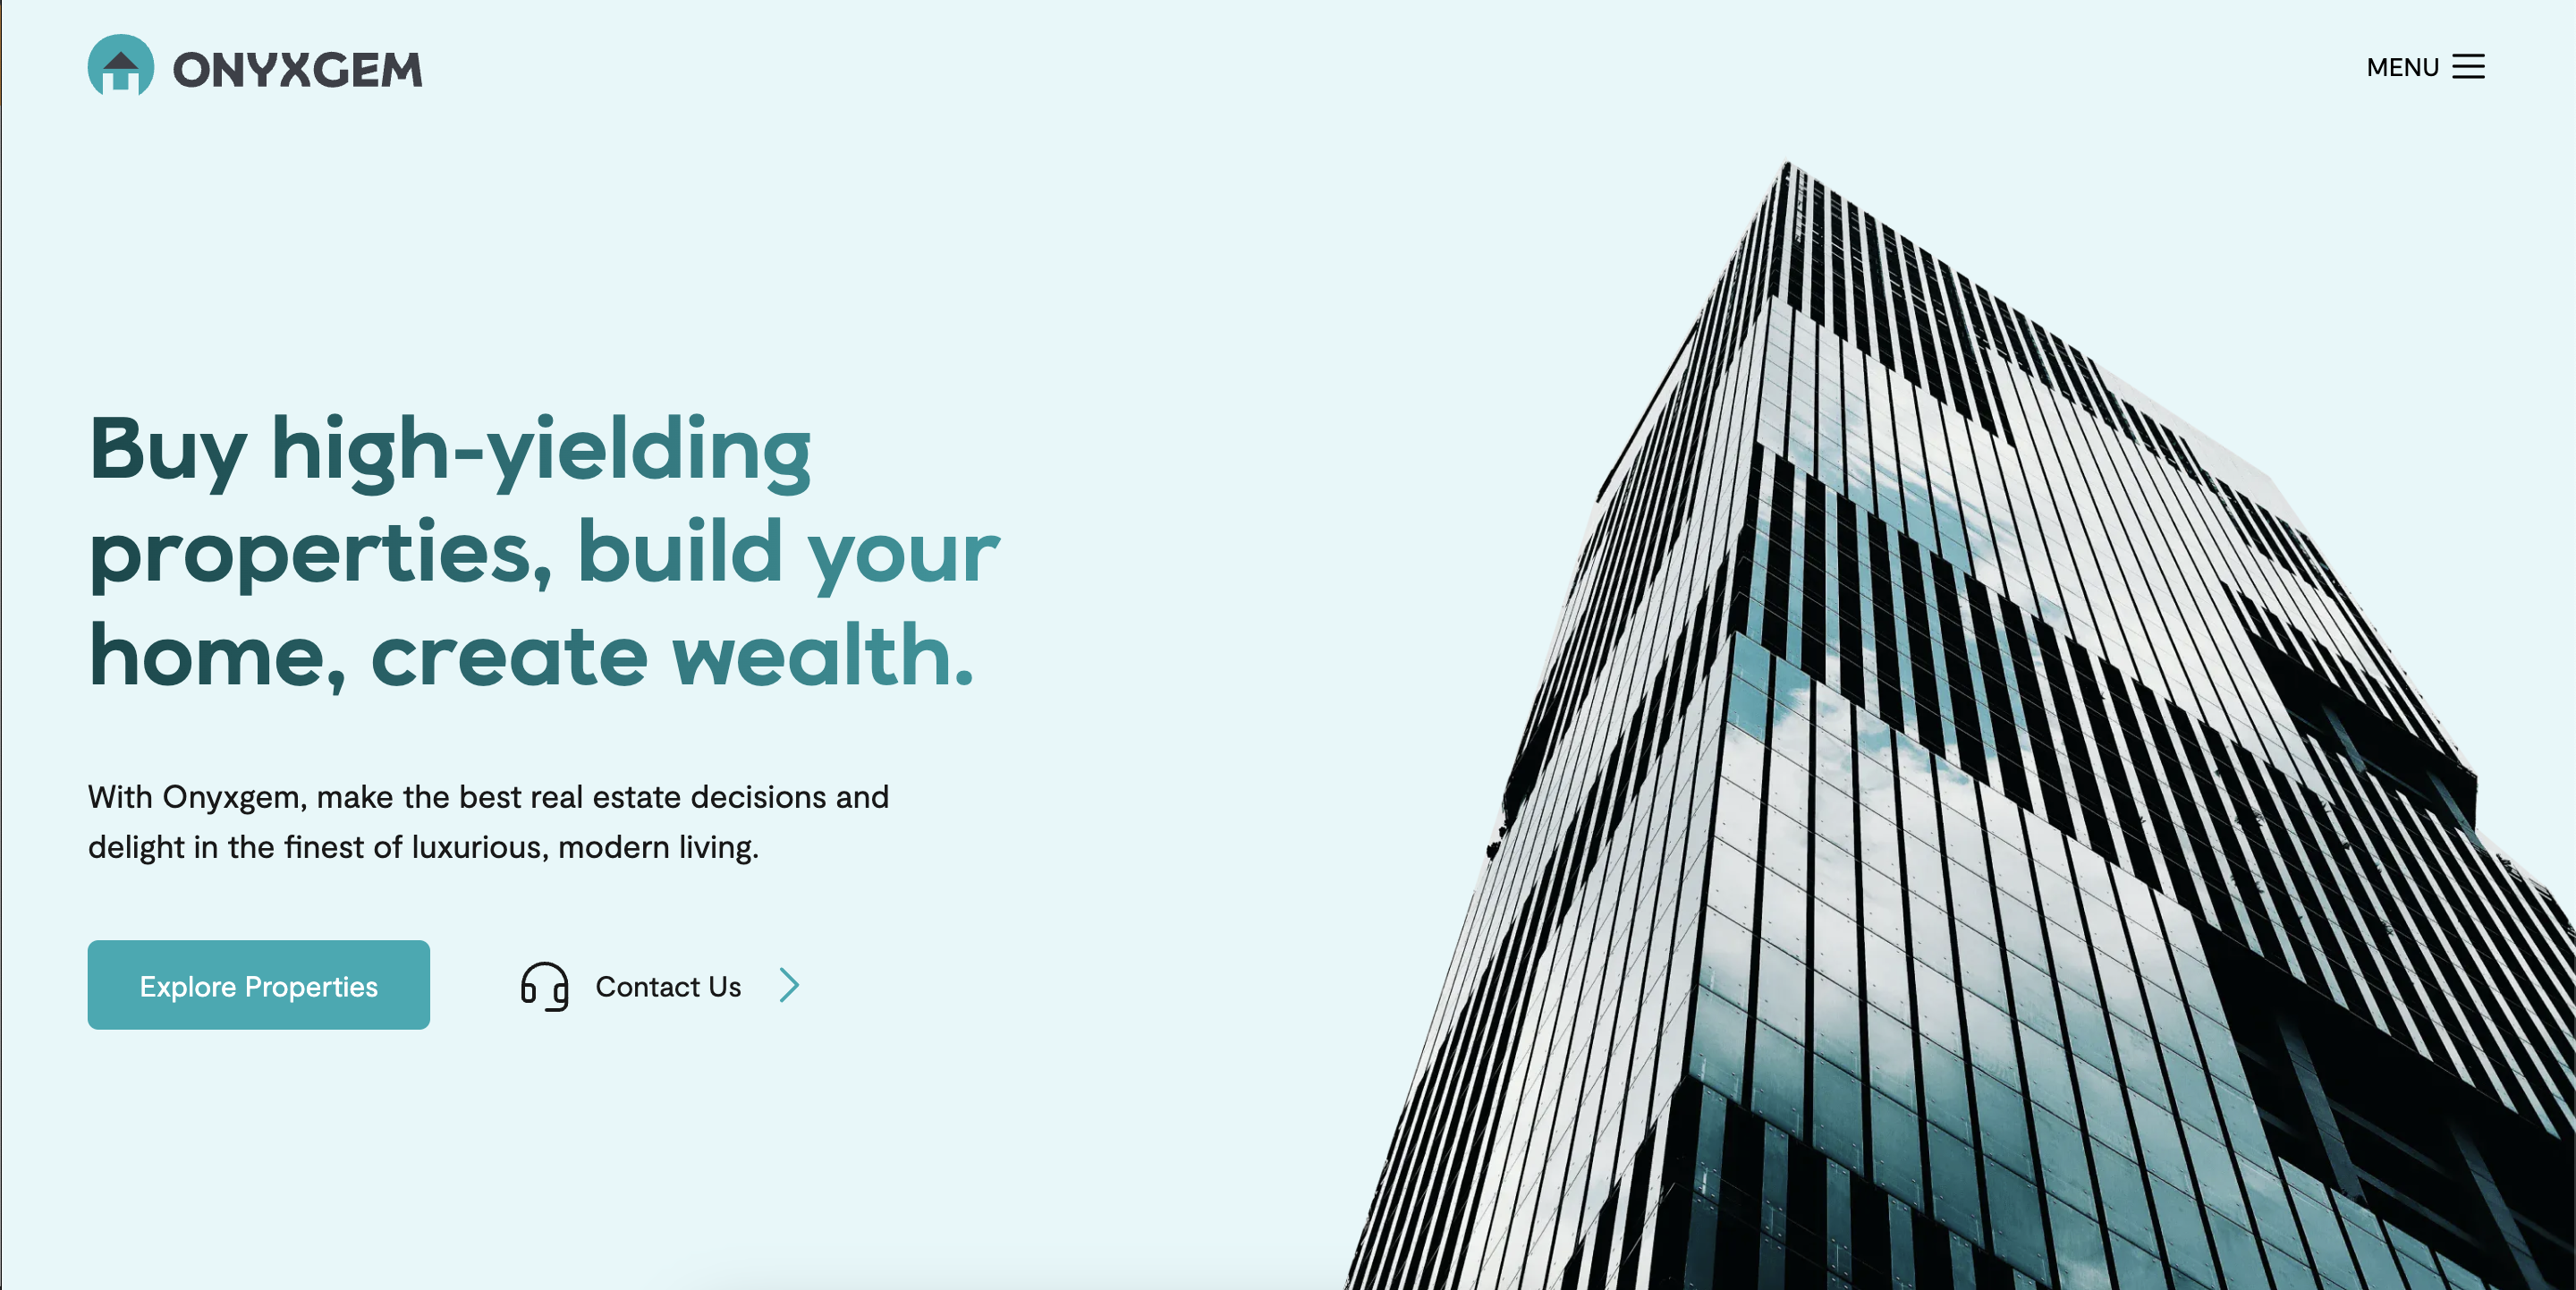 ONYXGEM
MENU
Buy high-yielding
properties, build your
home, create wealth.
With Onyxgem, make the best real estate decisions and
delight in the finest of luxurious, modern living.
Explore Properties
Contact Us